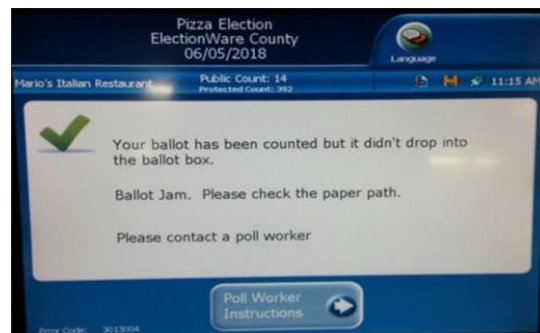 Pizza Election
ElectionWare County
06/05/2018
Language
Mario's Italian Restaurant
Public Count: 14
Protected Count: 392
11:15 AM
Your ballot has been counted but it didn't drop into
the ballot box.
Ballot Jam. Please check the paper path.
Please contact a poll worker
Poll Worker
Instructions
Error Code: 3013004